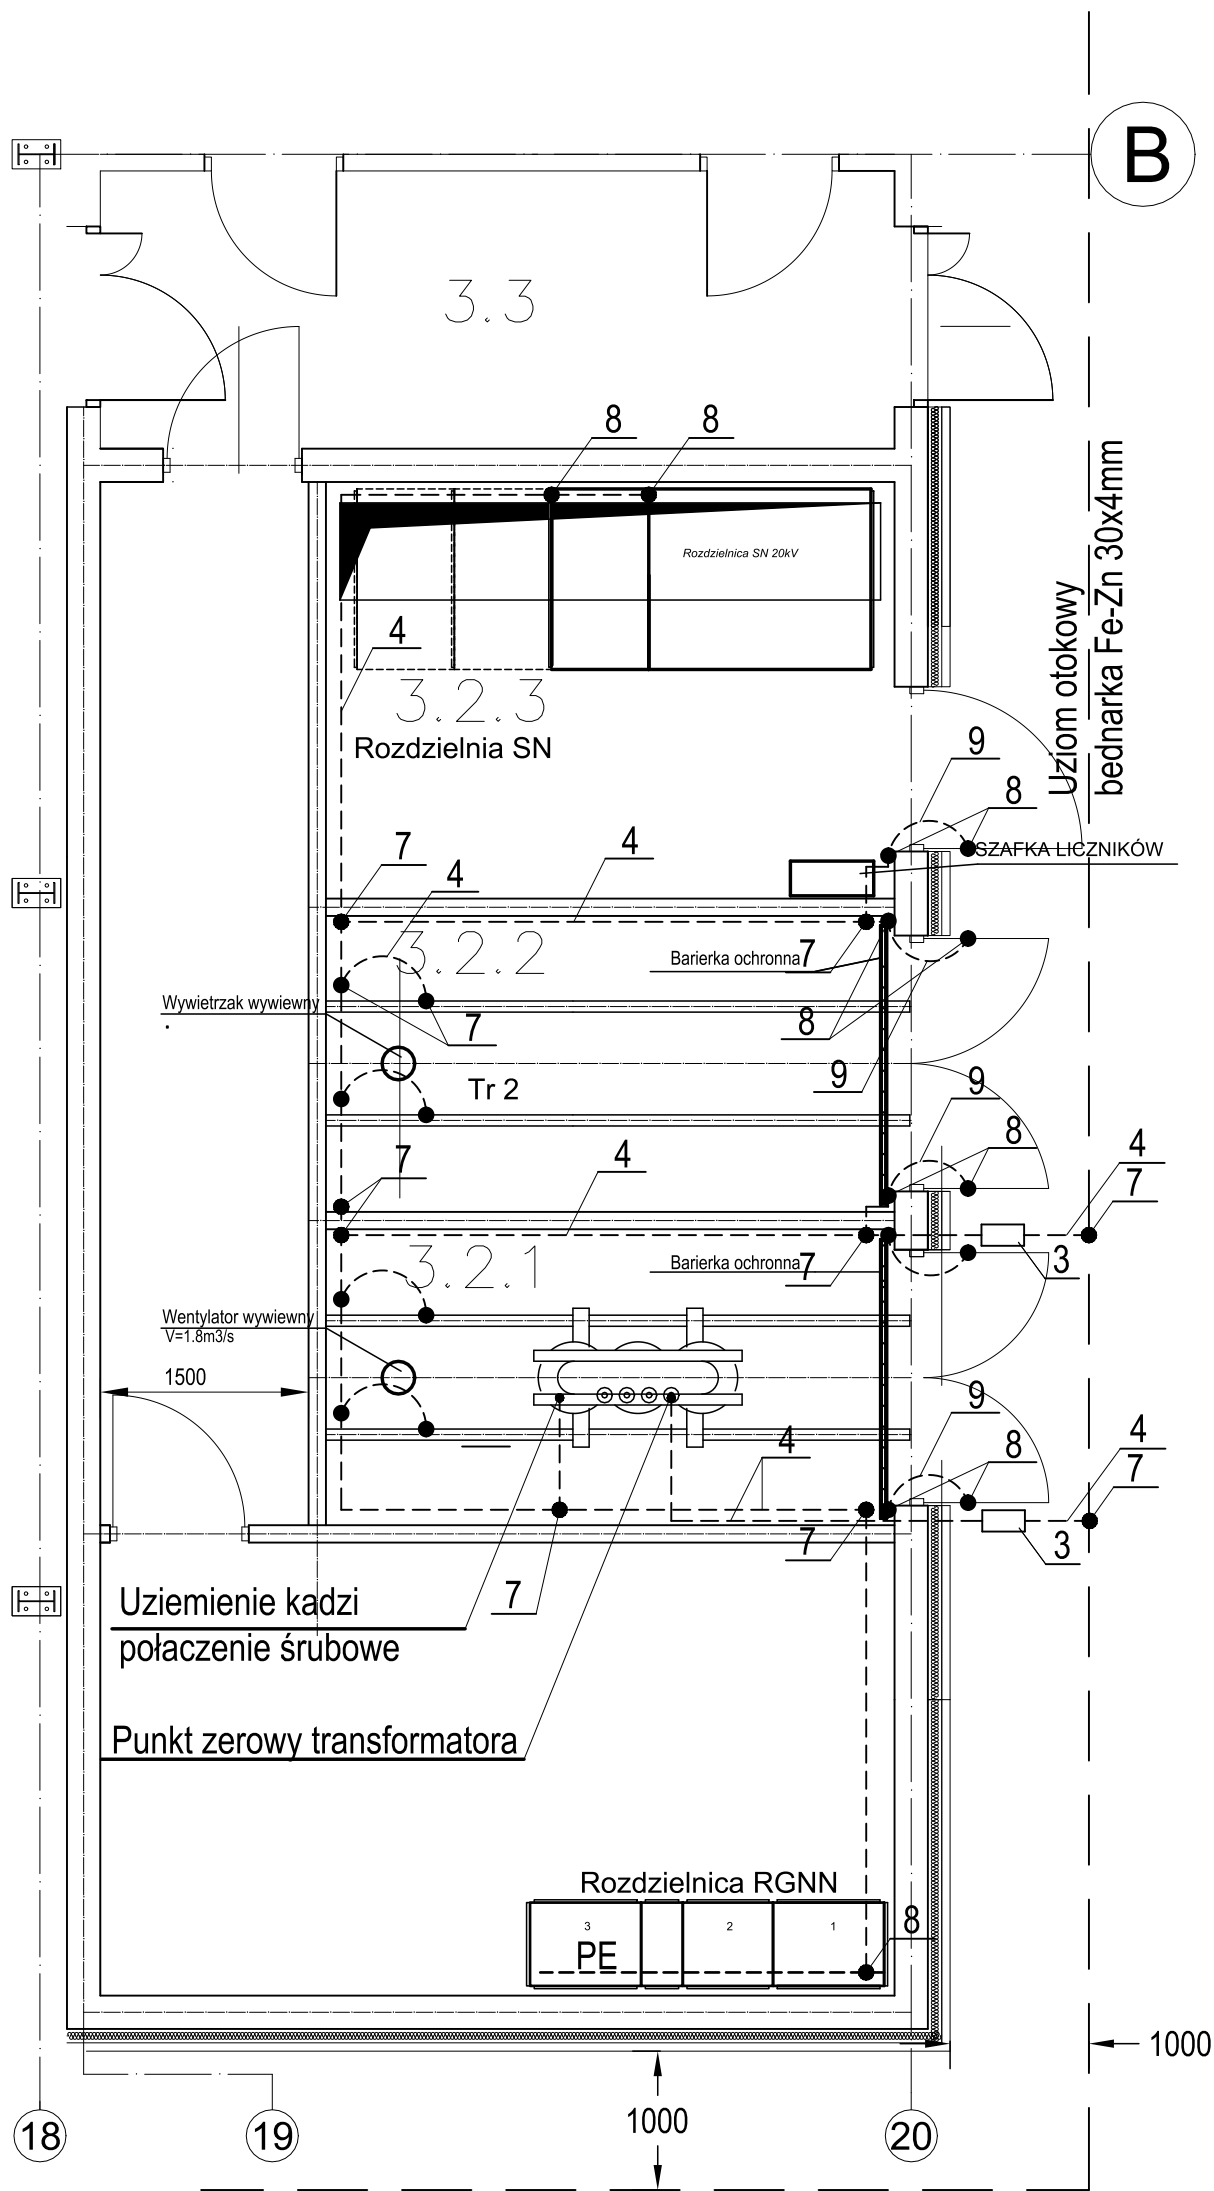 B
3.3
8
8
Rozdzielnica SN 20kV
Uziom otokowy
bednarka Fe-Zn 30x4mm
4
3.2.3
Rozdzielnia SN
9
8
7
4
4
SZAFKA LICZNIKÓW
3.2.2
Barierka ochronna
7
Wywietrzak wywiewny
.
7
8
Tr 2
9
9
8
7
4
4
7
3.2.1
Barierka ochronna
7
3
Wentylator wywiewny
V=1.8m3/s
1500
9
4
8
4
7
7
3
Uziemienie kadzi
połaczenie śrubowe
7
Punkt zerowy transformatora
Rozdzielnica RGNN
3
2
1
8
PE
1000
1000
18
19
20